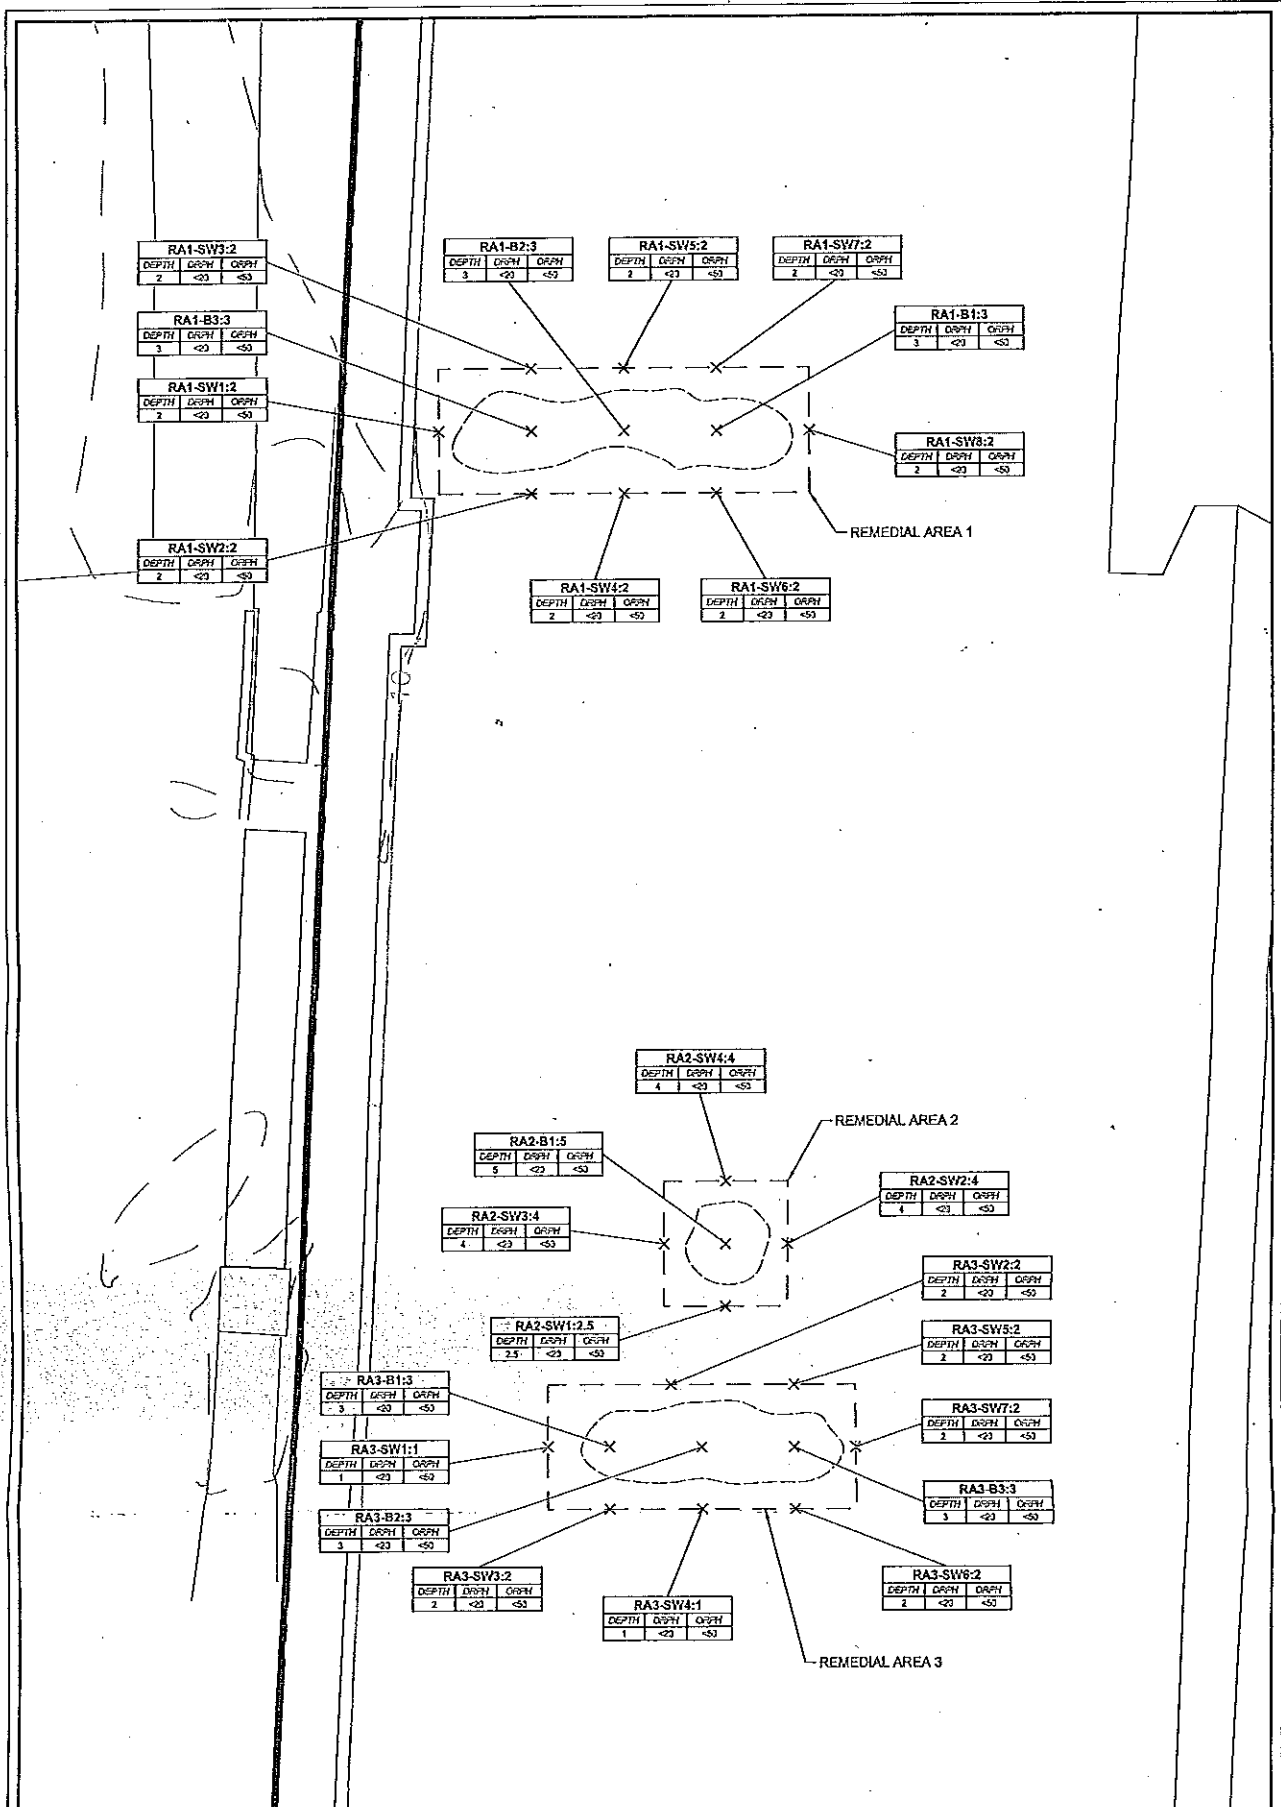 RA1-SW3:2
DEPTH DRPH ORPH
2 <20 <50
RA1-B2:3
DEPTH DRPH ORPH
3 <20 <50
RA1-SW5:2
DEPTH DRPH ORPH
2 <20 <50
RA1-SW7:2
DEPTH DRPH ORPH
2 <20 <50
RA1-B3:3
DEPTH DRPH ORPH
3 <20 <50
RA1-B1:3
DEPTH DRPH ORPH
3 <20 <50
RA1-SW1:2
DEPTH DRPH ORPH
2 <20 <50
RA1-SW8:2
DEPTH DRPH ORPH
2 <20 <50
REMEDIAL AREA 1
RA1-SW2:2
DEPTH DRPH ORPH
2 <20 <50
RA1-SW4:2
DEPTH DRPH ORPH
2 <20 <50
RA1-SW6:2
DEPTH DRPH ORPH
2 <20 <50
RA2-SW4:4
DEPTH DRPH ORPH
4 <20 <50
REMEDIAL AREA 2
RA2-B1:5
DEPTH DRPH ORPH
5 <20 <50
RA2-SW2:4
DEPTH DRPH ORPH
4 <20 <50
RA2-SW3:4
DEPTH DRPH ORPH
4 <20 <50
RA3-SW2:2
DEPTH DRPH ORPH
2 <20 <50
RA2-SW1:2.5
DEPTH DRPH ORPH
2.5 <20 <50
RA3-SW5:2
DEPTH DRPH ORPH
2 <20 <50
RA3-B1:3
DEPTH DRPH ORPH
3 <20 <50
RA3-SW7:2
DEPTH DRPH ORPH
2 <20 <50
RA3-SW1:1
DEPTH DRPH ORPH
1 <20 <50
RA3-B3:3
DEPTH DRPH ORPH
3 <20 <50
RA3-B2:3
DEPTH DRPH ORPH
3 <20 <50
RA3-SW3:2
DEPTH DRPH ORPH
2 <20 <50
RA3-SW4:1
DEPTH DRPH ORPH
1 <20 <50
RA3-SW6:2
DEPTH DRPH ORPH
2 <20 <50
REMEDIAL AREA 3